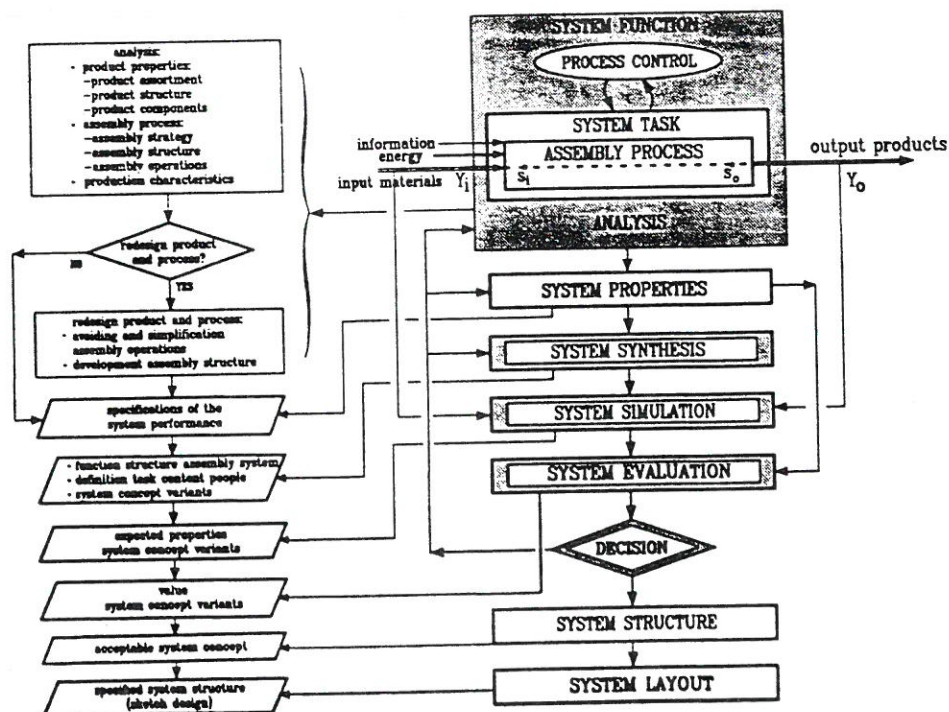 analysis:
· product properties:
-product assortment
-product structure
-product components
· assembly process:
-assembly strategy
-assembly structure
-assembly operations
· production characteristics
redesign product
and process?
NO
YES
redesign product and process:
· avoiding and simplification
assembly operations
· development assembly structure
specifications of the
system performance
· function structure assembly system
· definition task content people
· system concept variants
expected properties
system concept variants
value
system concept variants
acceptable system concept
specified system structure
(sketch design)
SYSTEM FUNCTION
PROCESS CONTROL
SYSTEM TASK
information
energy
ASSEMBLY PROCESS
input materials Yi
Si
So
output products
Yo
ANALYSIS
SYSTEM PROPERTIES
SYSTEM SYNTHESIS
SYSTEM SIMULATION
SYSTEM EVALUATION
DECISION
SYSTEM STRUCTURE
SYSTEM LAYOUT